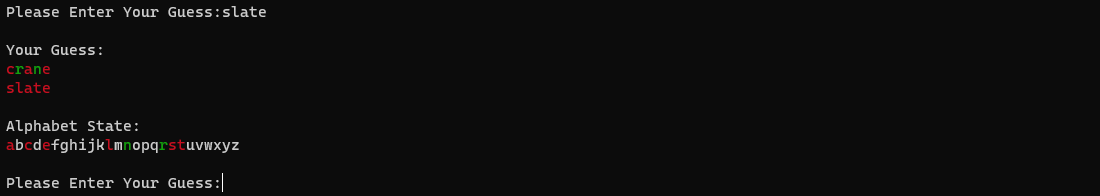 Please Enter Your Guess:slate
Your Guess:
crane
slate
Alphabet State:
abcdefghijklmnopqrstuvwxyz
Please Enter Your Guess: